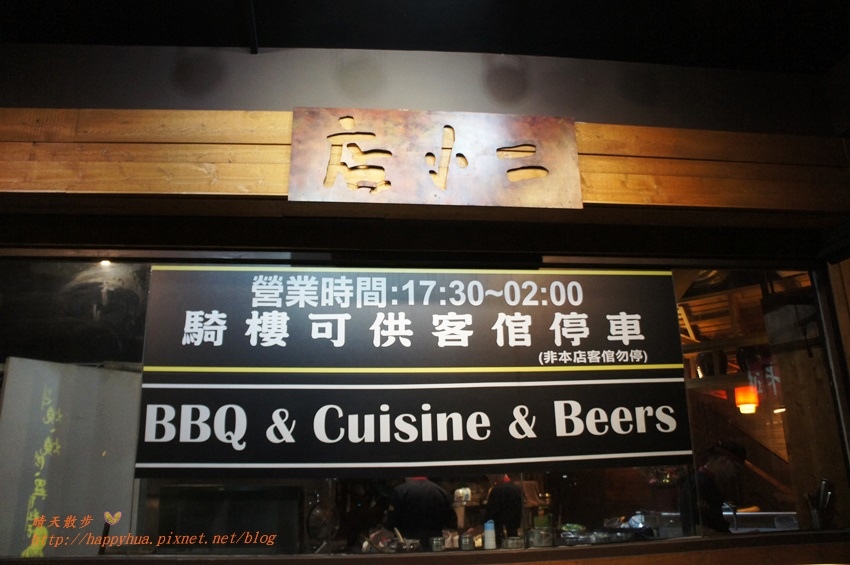 店小二
營業時間:17:30~02:00
騎樓可供客倌停車
(非本店客倌勿停)
BBQ & Cuisine & Beers
晴天散步
http://happyhua.pixnet.net/blog